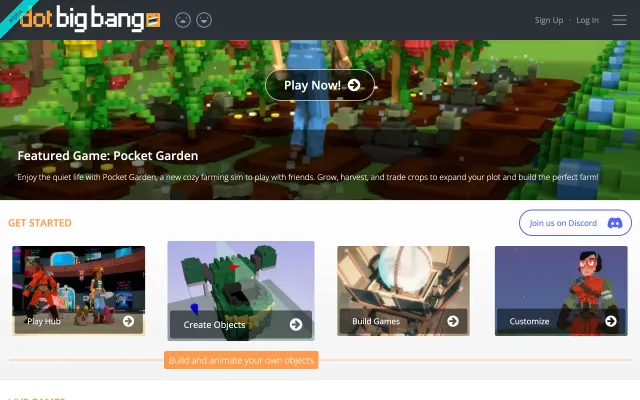 Alpha
dot big bang
Sign Up · Log In
Play Now!
Featured Game: Pocket Garden
Enjoy the quiet life with Pocket Garden, a new cozy farming sim to play with friends. Grow, harvest, and trade crops to expand your plot and build the perfect farm!
GET STARTED
Join us on Discord
Play Hub
Create Objects
Build Games
Customize
Build and animate your own objects